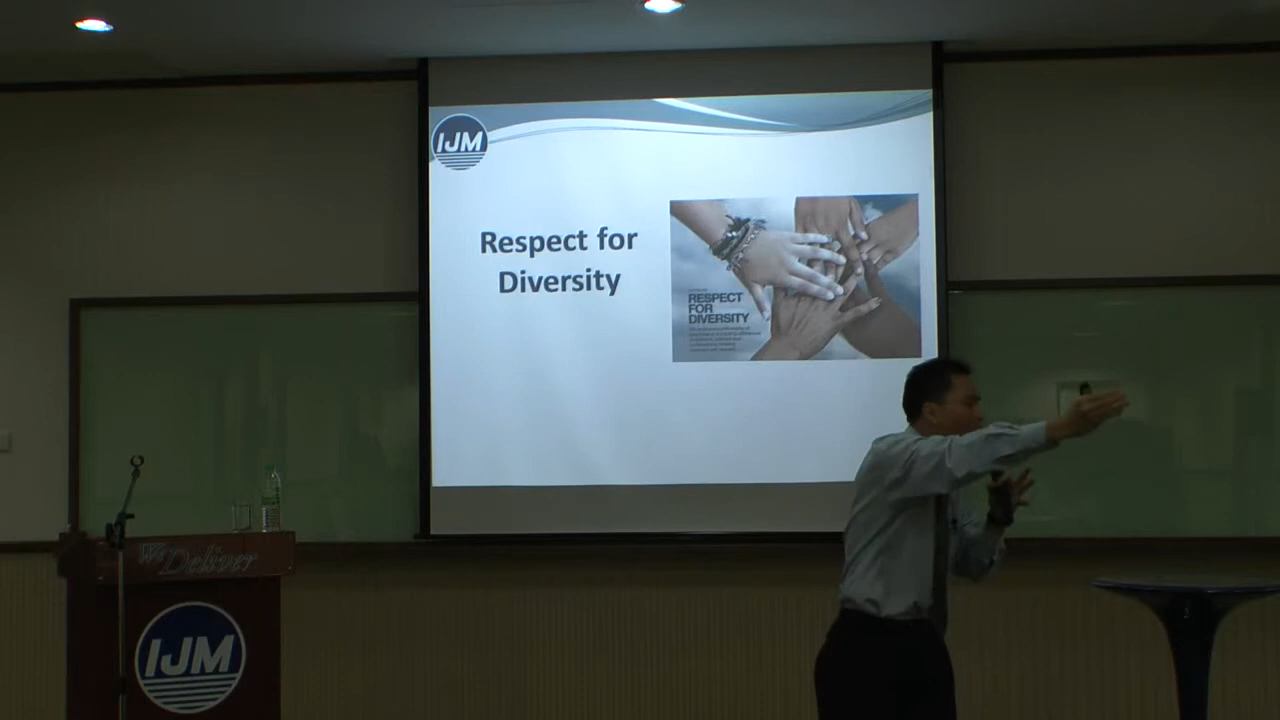 IJM
Respect for
Diversity
RESPECT
FOR
DIVERSITY
We Deliver
IJM